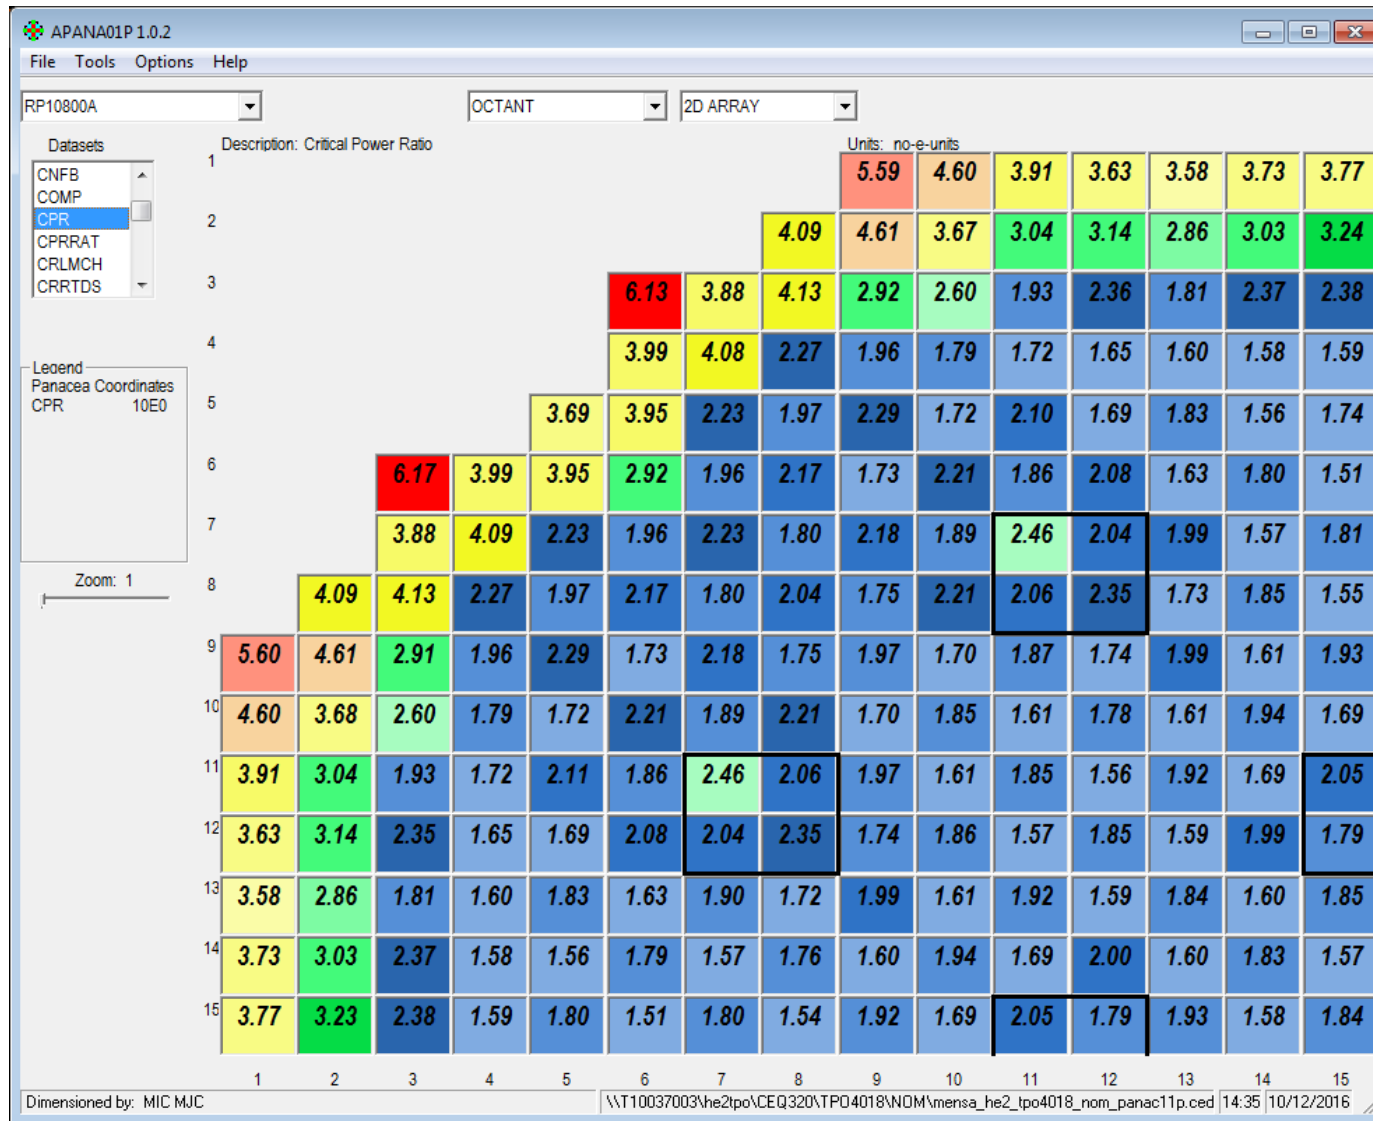 APANA01P 1.0.2
File Tools Options Help
RP10800A OCTANT 2D ARRAY
Datasets Description: Critical Power Ratio Units: no-e-units
CNFB
COMP
CPR
CPRRAT
CRLMCH
CRRTDS
Legend
Panacea Coordinates
CPR 10E0
Zoom: 1
1 5.59 4.60 3.91 3.63 3.58 3.73 3.77
2 4.09 4.61 3.67 3.04 3.14 2.86 3.03 3.24
3 6.13 3.88 4.13 2.92 2.60 1.93 2.36 1.81 2.37 2.38
4 3.99 4.08 2.27 1.96 1.79 1.72 1.65 1.60 1.58 1.59
5 3.69 3.95 2.23 1.97 2.29 1.72 2.10 1.69 1.83 1.56 1.74
6 6.17 3.99 3.95 2.92 1.96 2.17 1.73 2.21 1.86 2.08 1.63 1.80 1.51
7 3.88 4.09 2.23 1.96 2.23 1.80 2.18 1.89 2.46 2.04 1.99 1.57 1.81
8 4.09 4.13 2.27 1.97 2.17 1.80 2.04 1.75 2.21 2.06 2.35 1.73 1.85 1.55
9 5.60 4.61 2.91 1.96 2.29 1.73 2.18 1.75 1.97 1.70 1.87 1.74 1.99 1.61 1.93
10 4.60 3.68 2.60 1.79 1.72 2.21 1.89 2.21 1.70 1.85 1.61 1.78 1.61 1.94 1.69
11 3.91 3.04 1.93 1.72 2.11 1.86 2.46 2.06 1.97 1.61 1.85 1.56 1.92 1.69 2.05
12 3.63 3.14 2.35 1.65 1.69 2.08 2.04 2.35 1.74 1.86 1.57 1.85 1.59 1.99 1.79
13 3.58 2.86 1.81 1.60 1.83 1.63 1.90 1.72 1.99 1.61 1.92 1.59 1.84 1.60 1.85
14 3.73 3.03 2.37 1.58 1.56 1.79 1.57 1.76 1.60 1.94 1.69 2.00 1.60 1.83 1.57
15 3.77 3.23 2.38 1.59 1.80 1.51 1.80 1.54 1.92 1.69 2.05 1.79 1.93 1.58 1.84
1 2 3 4 5 6 7 8 9 10 11 12 13 14 15
Dimensioned by: MIC MJC \\T10037003\he2tpo\CEQ320\TPO4018\NOM\mensa_he2_tpo4018_nom_panac11p.ced 14:35 10/12/2016